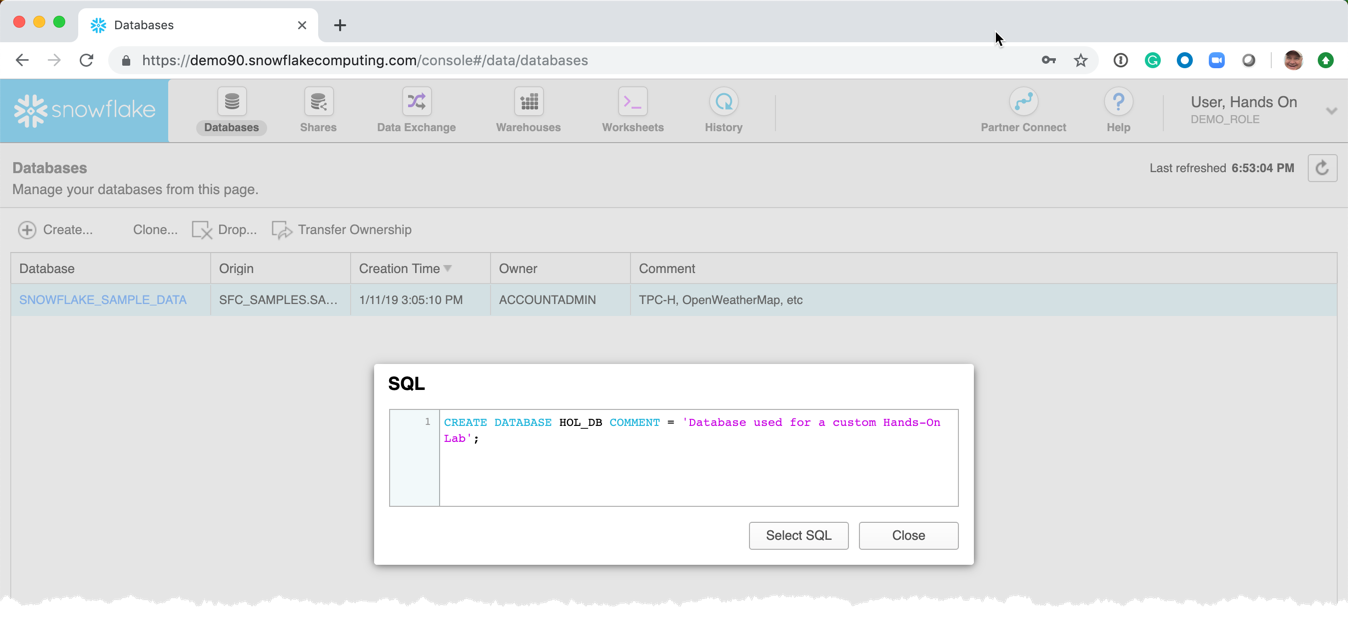 Databases
https://demo90.snowflakecomputing.com/console#/data/databases
snowflake
Databases
Shares
Data Exchange
Warehouses
Worksheets
History
Partner Connect
Help
User, Hands On
DEMO_ROLE
Databases
Last refreshed 6:53:04 PM
Manage your databases from this page.
Create... Clone... Drop... Transfer Ownership
Database Origin Creation Time Owner Comment
SNOWFLAKE_SAMPLE_DATA SFC_SAMPLES.SA... 1/11/19 3:05:10 PM ACCOUNTADMIN TPC-H, OpenWeatherMap, etc
SQL
1 CREATE DATABASE HOL_DB COMMENT = 'Database used for a custom Hands-On
Lab';
Select SQL Close